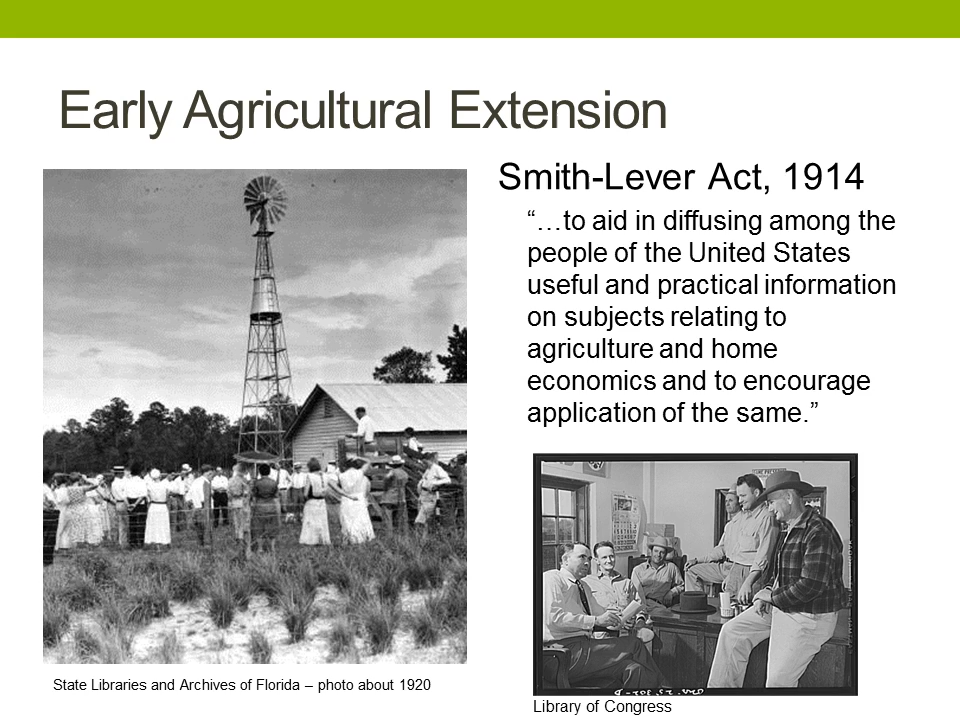 Early Agricultural Extension
Smith-Lever Act, 1914
“…to aid in diffusing among the
people of the United States
useful and practical information
on subjects relating to
agriculture and home
economics and to encourage
application of the same.”
State Libraries and Archives of Florida – photo about 1920
Library of Congress